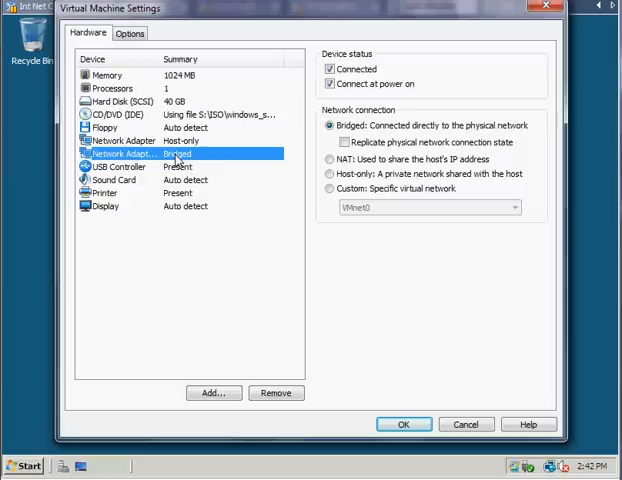 Int Net C
Virtual Machine Settings
Hardware
Options
Recycle Bin
Device Summary
Memory 1024 MB
Processors 1
Hard Disk (SCSI) 40 GB
CD/DVD (IDE) Using file S:\ISO\windows_s...
Floppy Auto detect
Network Adapter Host-only
Network Adapt... Bridged
USB Controller Present
Sound Card Auto detect
Printer Present
Display Auto detect
Add...
Remove
Device status
Connected
Connect at power on
Network connection
Bridged: Connected directly to the physical network
Replicate physical network connection state
NAT: Used to share the host's IP address
Host-only: A private network shared with the host
Custom: Specific virtual network
VMnet0
OK
Cancel
Help
Start
2:42 PM